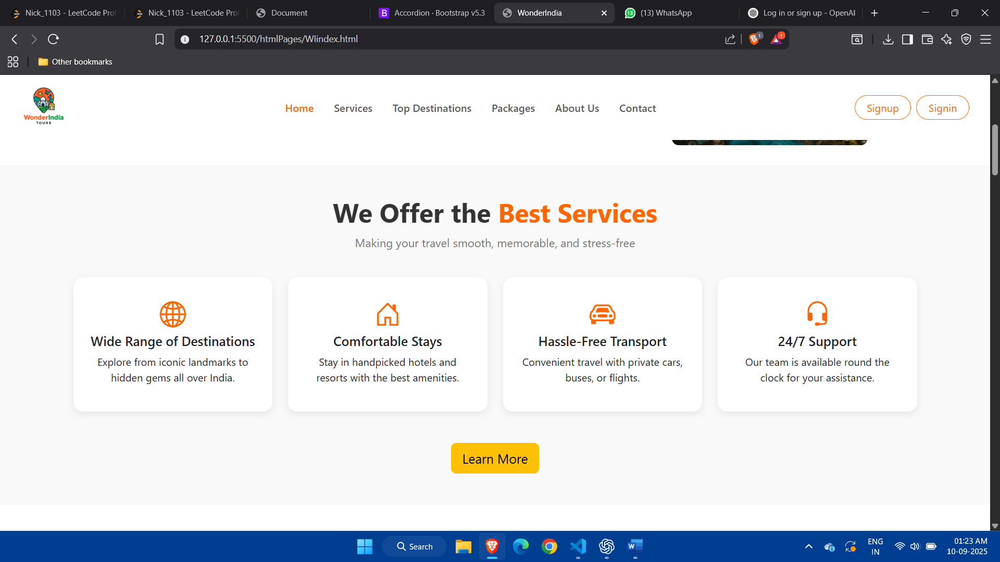 Nick_1103 - LeetCode Prof
Nick_1103 - LeetCode Prof
Document
B
Accordion · Bootstrap v5.3
WonderIndia
13
(13) WhatsApp
Log in or sign up - OpenAI
127.0.0.1:5500/htmlPages/WIindex.html
1
1
Other bookmarks
WonderIndia
TOURS
Home
Services
Top Destinations
Packages
About Us
Contact
Signup
Signin
We Offer the Best Services
Making your travel smooth, memorable, and stress-free
Wide Range of Destinations
Explore from iconic landmarks to
hidden gems all over India.
Comfortable Stays
Stay in handpicked hotels and
resorts with the best amenities.
Hassle-Free Transport
Convenient travel with private cars,
buses, or flights.
24/7 Support
Our team is available round the
clock for your assistance.
Learn More
Search
W
ENG
IN
01:23 AM
10-09-2025